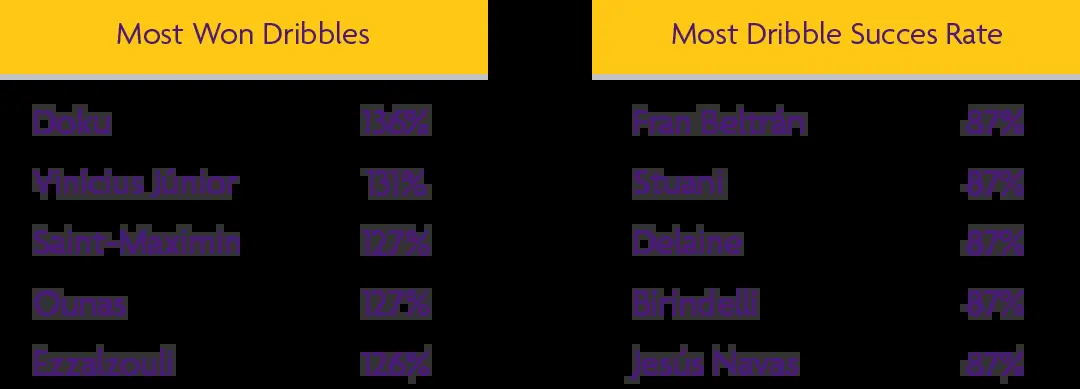 Most Won Dribbles
Doku 136%
Vinícius Júnior 131%
Saint-Maximin 127%
Ounas 127%
Ezzalzouli 126%
Most Dribble Succes Rate
Fran Beltrán -87%
Stuani -87%
Delaine -87%
Birindelli -87%
Jesús Navas -87%